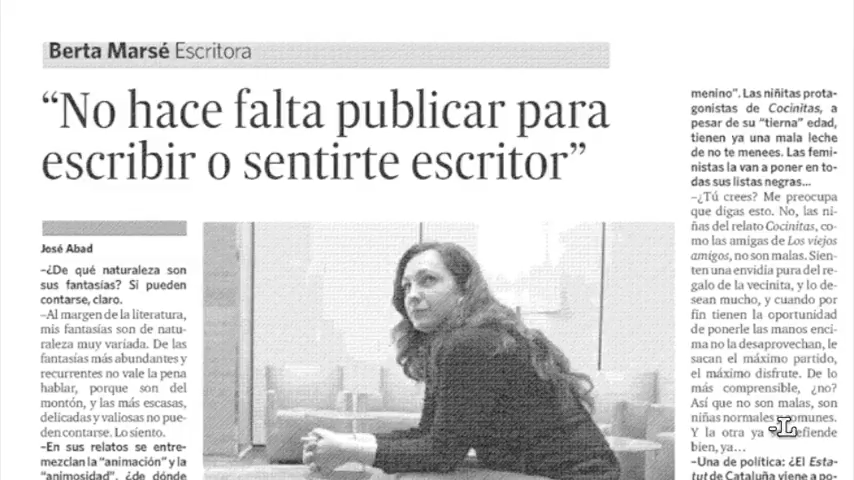 Berta Marsé Escritora
“No hace falta publicar para
escribir o sentirte escritor”
José Abad
–¿De qué naturaleza son
sus fantasías? Si pueden
contarse, claro.
–Al margen de la literatura,
mis fantasías son de natu-
raleza muy variada. De las
fantasías más abundantes y
recurrentes no vale la pena
hablar, porque son del
montón, y las más escasas,
delicadas y valiosas no pue-
den contarse. Lo siento.
–En sus relatos se entre-
mezclan la “animación” y la
“animosidad”. ¿de dónde
menino”. Las niñitas prota-
gonistas de Cocinitas, a
pesar de su “tierna” edad,
tienen ya una mala leche
de no te menees. Las femi-
nistas la van a poner en to-
das sus listas negras...
–¿Tú crees? Me preocupa
que digas esto. No, las ni-
ñas del relato Cocinitas, co-
mo las amigas de Los viejos
amigos, no son malas. Sien-
ten una envidia pura del re-
galo de la vecinita, y lo de-
sean mucho, y cuando por
fin tienen la oportunidad
de ponerle las manos enci-
ma no la desaprovechan, le
sacan el máximo partido,
el máximo disfrute. De lo
más comprensible, ¿no?
Así que no son malas, son
niñas normales
Y la otra ya
bien, ya...
–Una de política: ¿El Esta-
tut de Cataluña viene a po-
-L